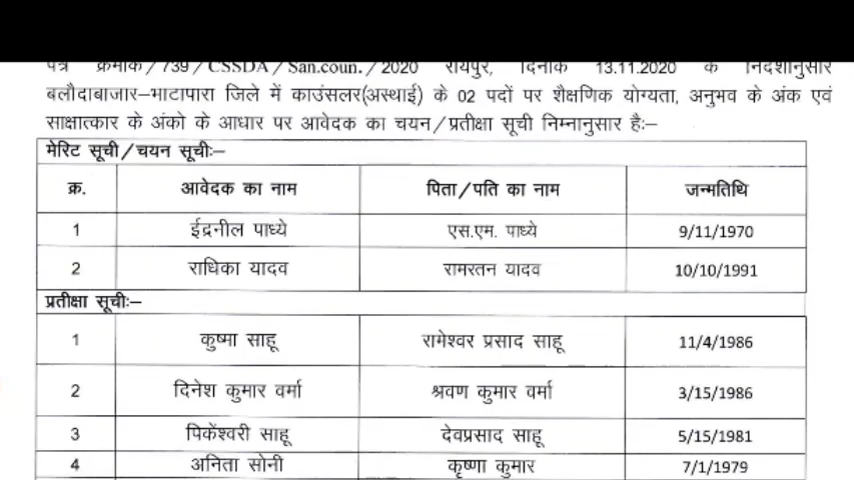 पत्र क्रमांक/739/CSSDA/San.coun./2020 रायपुर, दिनांक 13.11.2020 के निर्देशानुसार
बलौदाबाजार–भाटापारा जिले में काउंसलर(अस्थाई) के 02 पदों पर शैक्षणिक योग्यता, अनुभव के अंक एवं
साक्षात्कार के अंको के आधार पर आवेदक का चयन/प्रतीक्षा सूची निम्नानुसार हैः–
मेरिट सूची/चयन सूचीः–
क्र. आवेदक का नाम पिता/पति का नाम जन्मतिथि
1 ईद्रनील पाध्ये एस.एम. पाध्ये 9/11/1970
2 राधिका यादव रामरतन यादव 10/10/1991
प्रतीक्षा सूचीः–
1 कुष्मा साहू रामेश्वर प्रसाद साहू 11/4/1986
2 दिनेश कुमार वर्मा श्रवण कुमार वर्मा 3/15/1986
3 पिकेंश्वरी साहू देवप्रसाद साहू 5/15/1981
4 अनिता सोनी कृष्णा कुमार 7/1/1979